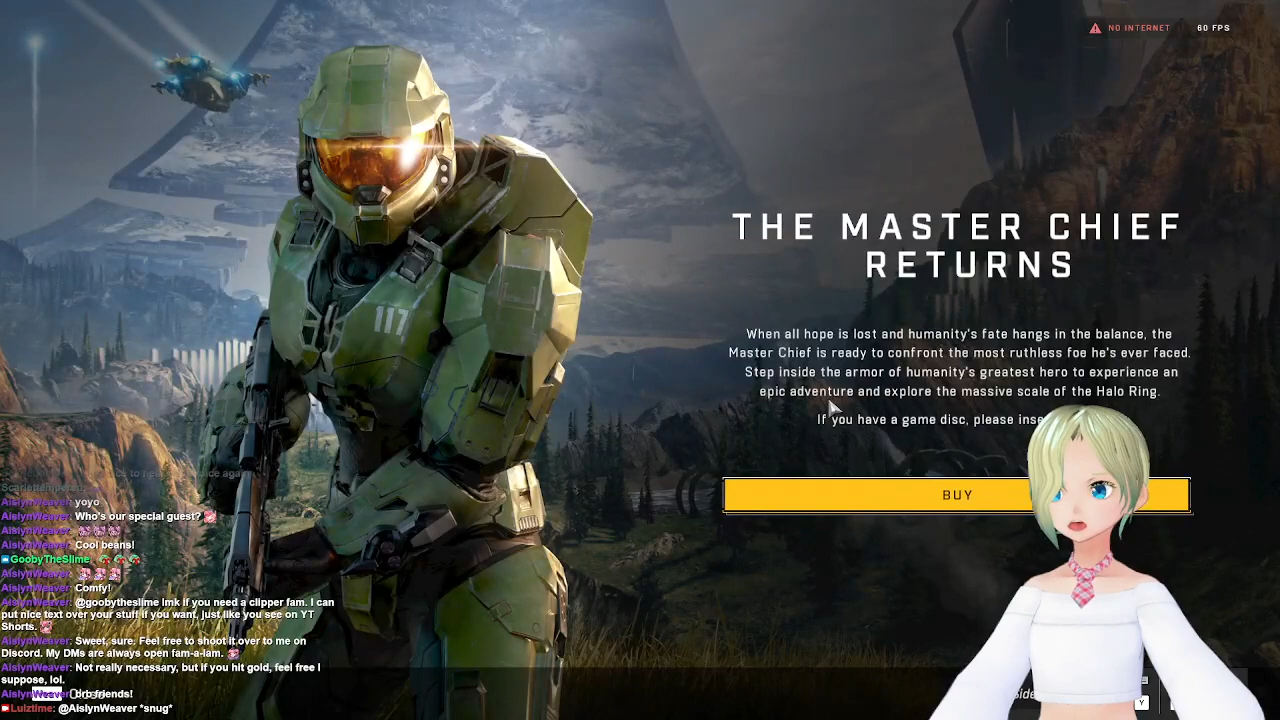 NO INTERNET 60 FPS
THE MASTER CHIEF
RETURNS
When all hope is lost and humanity's fate hangs in the balance, the
Master Chief is ready to confront the most ruthless foe he's ever faced.
Step inside the armor of humanity's greatest hero to experience an
epic adventure and explore the massive scale of the Halo Ring.
If you have a game disc, please inse
BUY
117
AislynWeaver: yoyo
AislynWeaver: Who's our special guest?
AislynWeaver:
AislynWeaver: Cool beans!
GoobyTheSlime:
AislynWeaver:
AislynWeaver: Comfy!
AislynWeaver: @goobytheslime lmk if you need a clipper fam. I can
put nice text over your stuff if you want, just like you see on YT
Shorts.
AislynWeaver: Sweet, sure. Feel free to shoot it over to me on
Discord. My DMs are always open fam-a-lam.
AislynWeaver: Not really necessary, but if you hit gold, feel free I
suppose, lol.
AislynWeaver: brb friends!
Lulztime: @AislynWeaver *snug*
Y